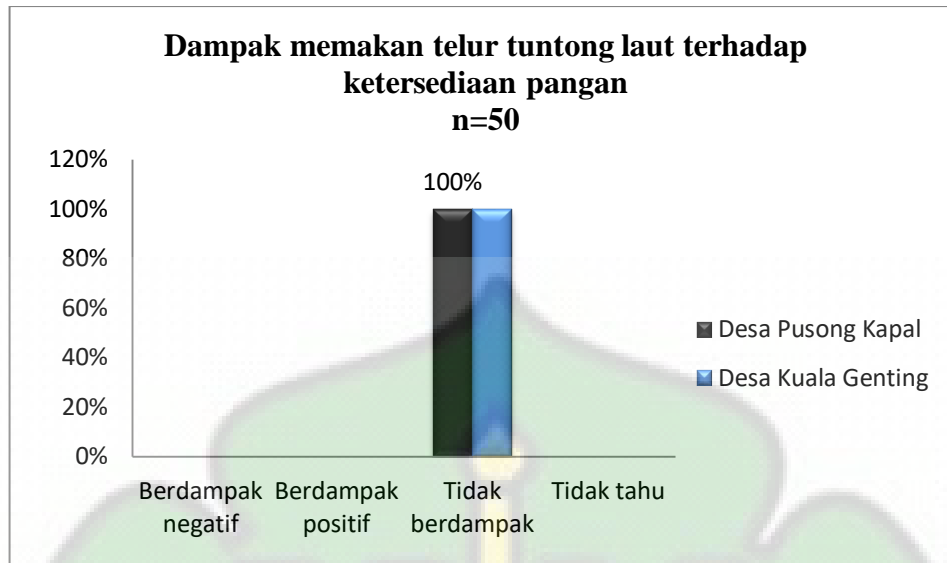 Dampak memakan telur tuntong laut terhadap
ketersediaan pangan
n=50
120%
100%
80%
60%
40%
20%
0%
100%
Berdampak negatif
Berdampak positif
Tidak berdampak
Tidak tahu
Desa Pusong Kapal
Desa Kuala Genting